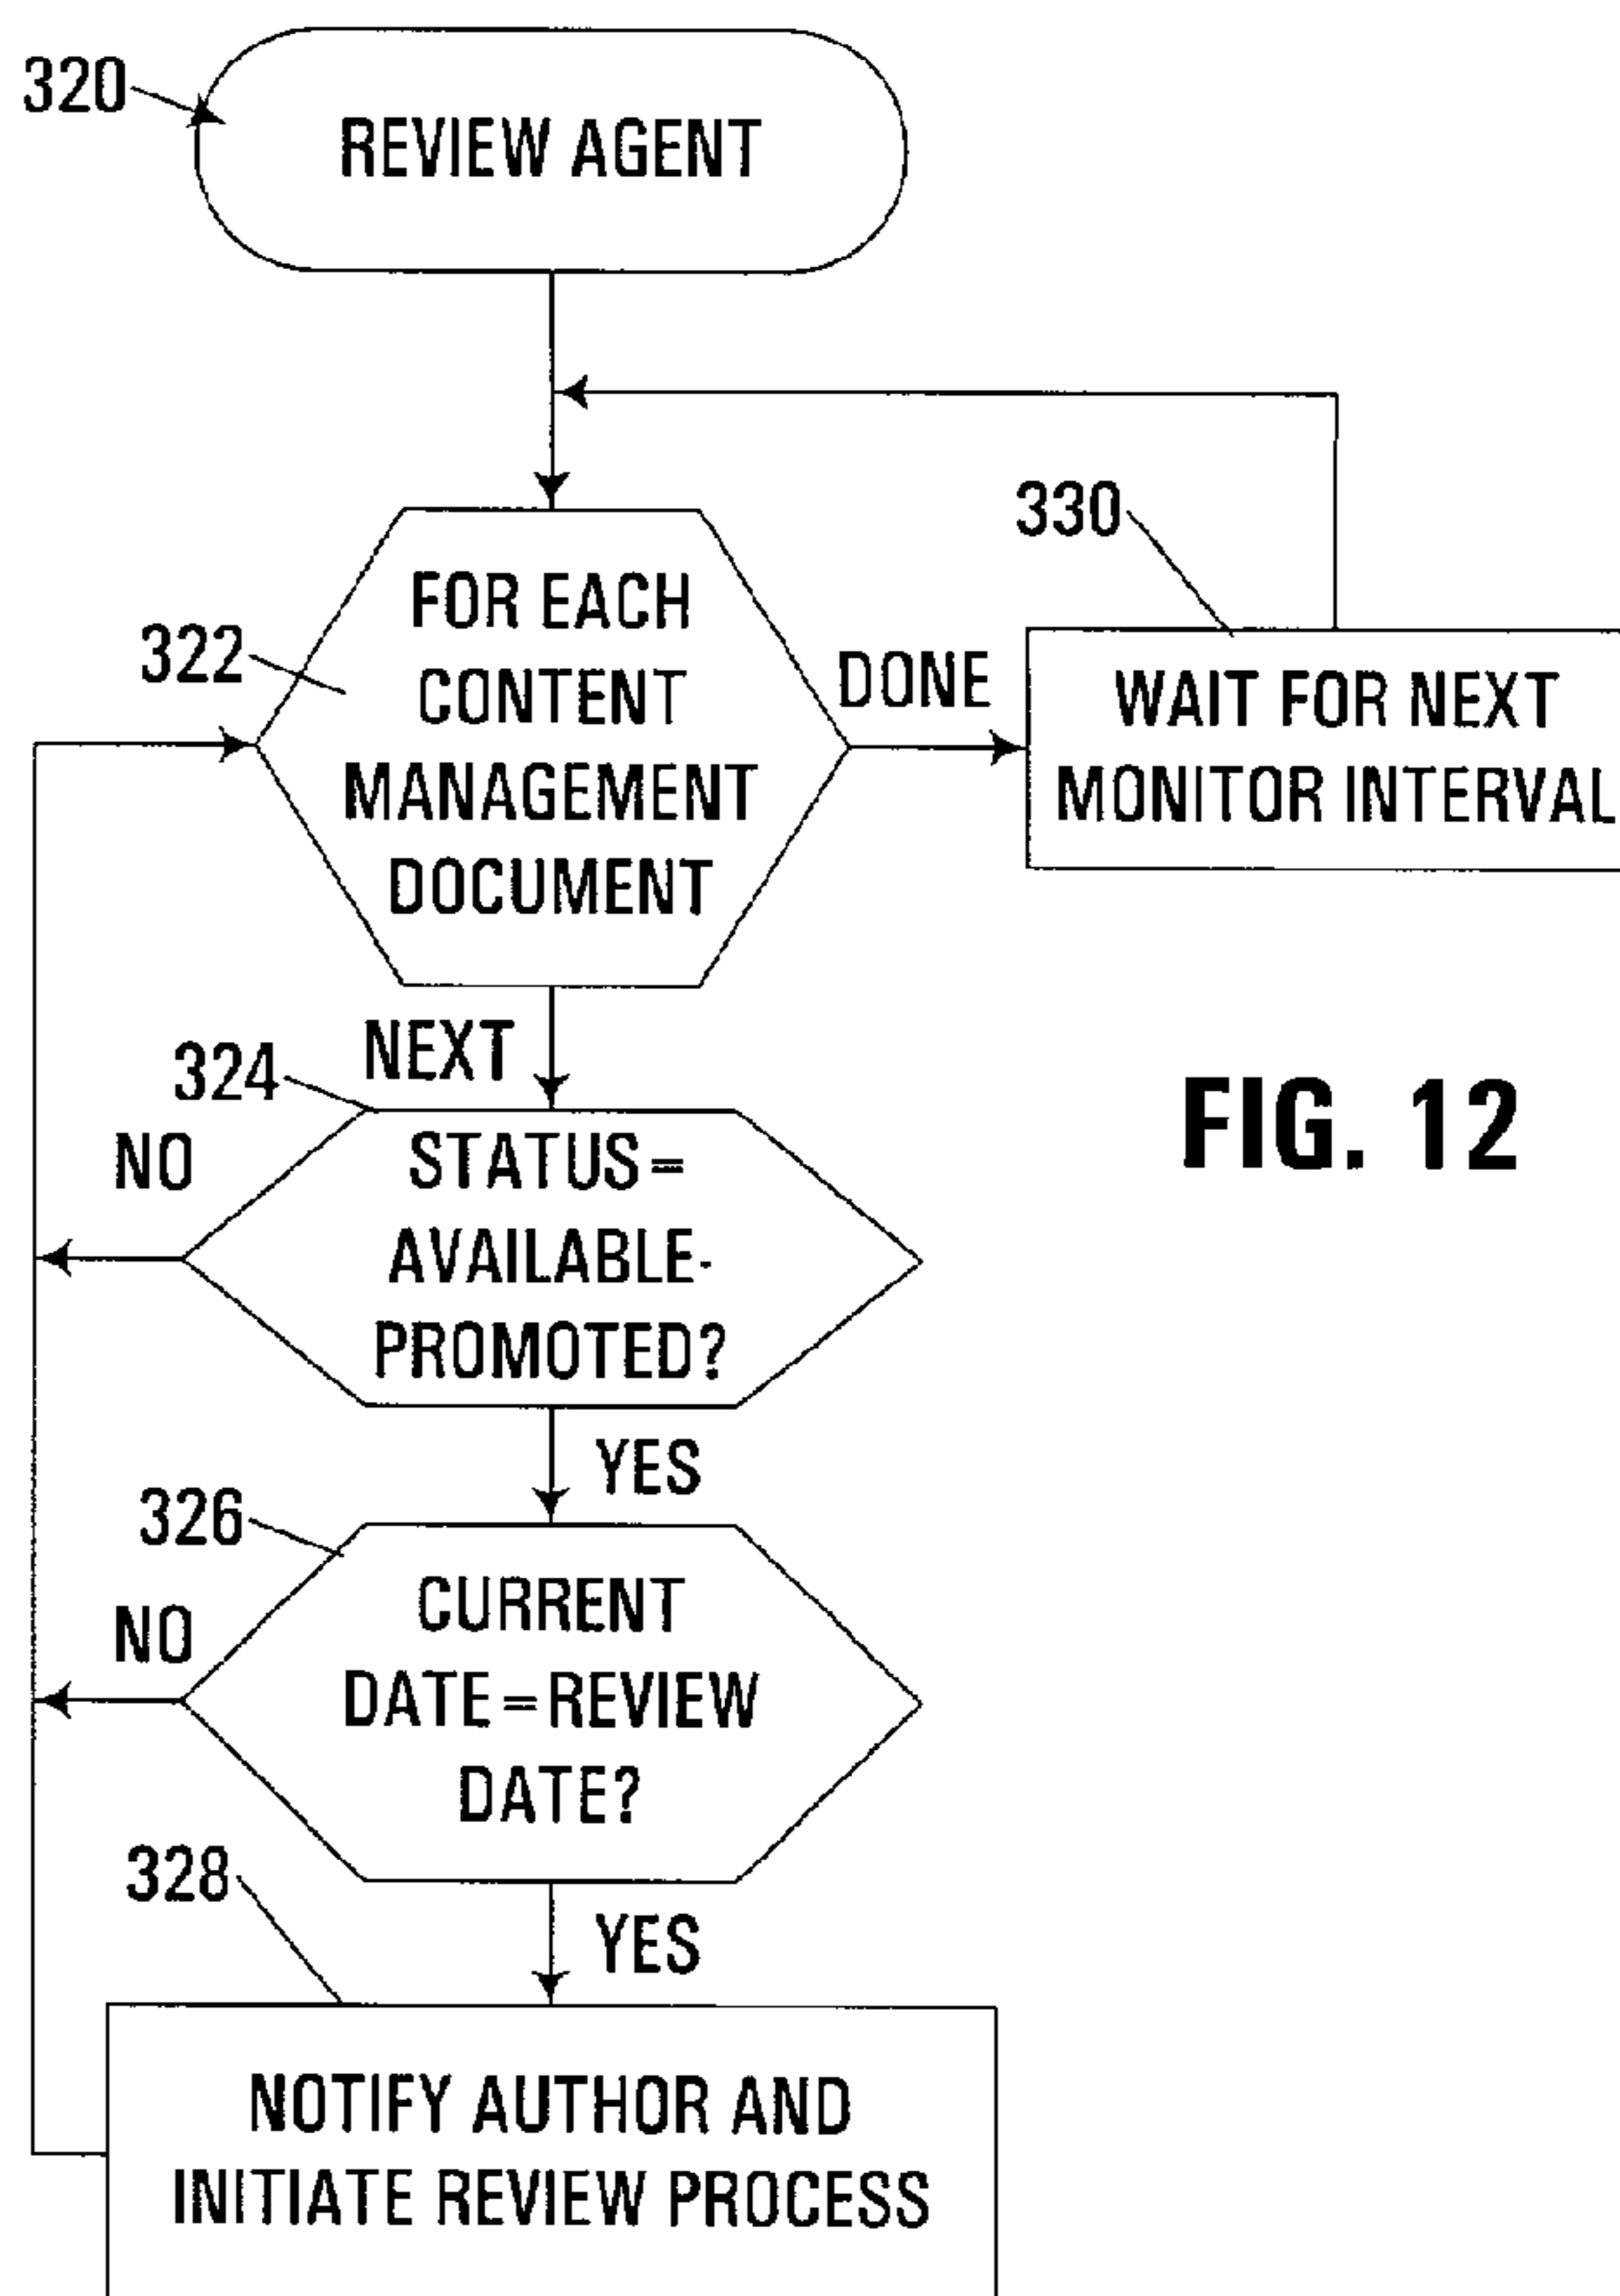 320
REVIEW AGENT
330
322
FOR EACH
CONTENT
MANAGEMENT
DOCUMENT
DONE
WAIT FOR NEXT
MONITOR INTERVAL
NEXT
324
NO
STATUS=
AVAILABLE-
PROMOTED?
FIG. 12
YES
326
NO
CURRENT
DATE=REVIEW
DATE?
328
YES
NOTIFY AUTHOR AND
INITIATE REVIEW PROCESS